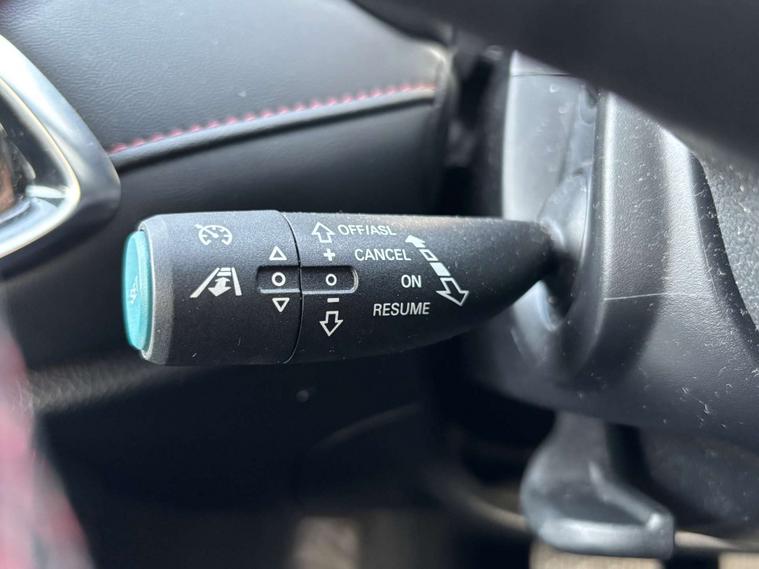 OFF/ASL
+ CANCEL
ON
- RESUME